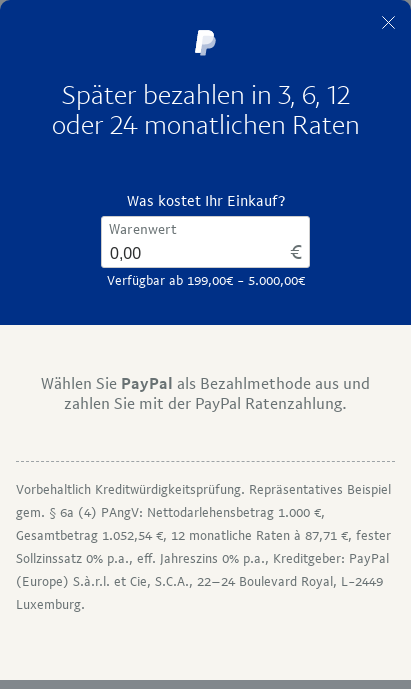 Später bezahlen in 3, 6, 12
oder 24 monatlichen Raten
Was kostet Ihr Einkauf?
Warenwert
0,00 €
Verfügbar ab 199,00€ - 5.000,00€
Wählen Sie PayPal als Bezahlmethode aus und
zahlen Sie mit der PayPal Ratenzahlung.
Vorbehaltlich Kreditwürdigkeitsprüfung. Repräsentatives Beispiel
gem. § 6a (4) PAngV: Nettodarlehensbetrag 1.000 €,
Gesamtbetrag 1.052,54 €, 12 monatliche Raten à 87,71 €, fester
Sollzinssatz 0% p.a., eff. Jahreszins 0% p.a., Kreditgeber: PayPal
(Europe) S.à.r.l. et Cie, S.C.A., 22–24 Boulevard Royal, L-2449
Luxemburg.